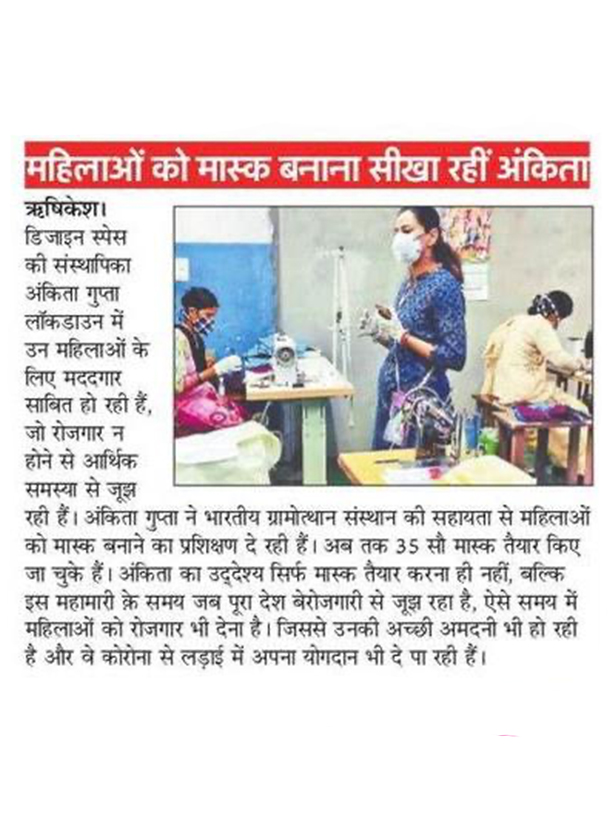 महिलाओं को मास्क बनाना सीखा रहीं अंकिता
ऋषिकेश।
डिजाइन स्पेस
की संस्थापिका
अंकिता गुप्ता
लॉकडाउन में
उन महिलाओं के
लिए मददगार
साबित हो रही हैं,
जो रोजगार न
होने से आर्थिक
समस्या से जूझ
रही हैं। अंकिता गुप्ता ने भारतीय ग्रामोत्थान संस्थान की सहायता से महिलाओं
को मास्क बनाने का प्रशिक्षण दे रही हैं। अब तक 35 सौ मास्क तैयार किए
जा चुके हैं। अंकिता का उद्देश्य सिर्फ मास्क तैयार करना ही नहीं, बल्कि
इस महामारी के समय जब पूरा देश बेरोजगारी से जूझ रहा है, ऐसे समय में
महिलाओं को रोजगार भी देना है। जिससे उनकी अच्छी अमदनी भी हो रही
है और वे कोरोना से लड़ाई में अपना योगदान भी दे पा रही हैं।